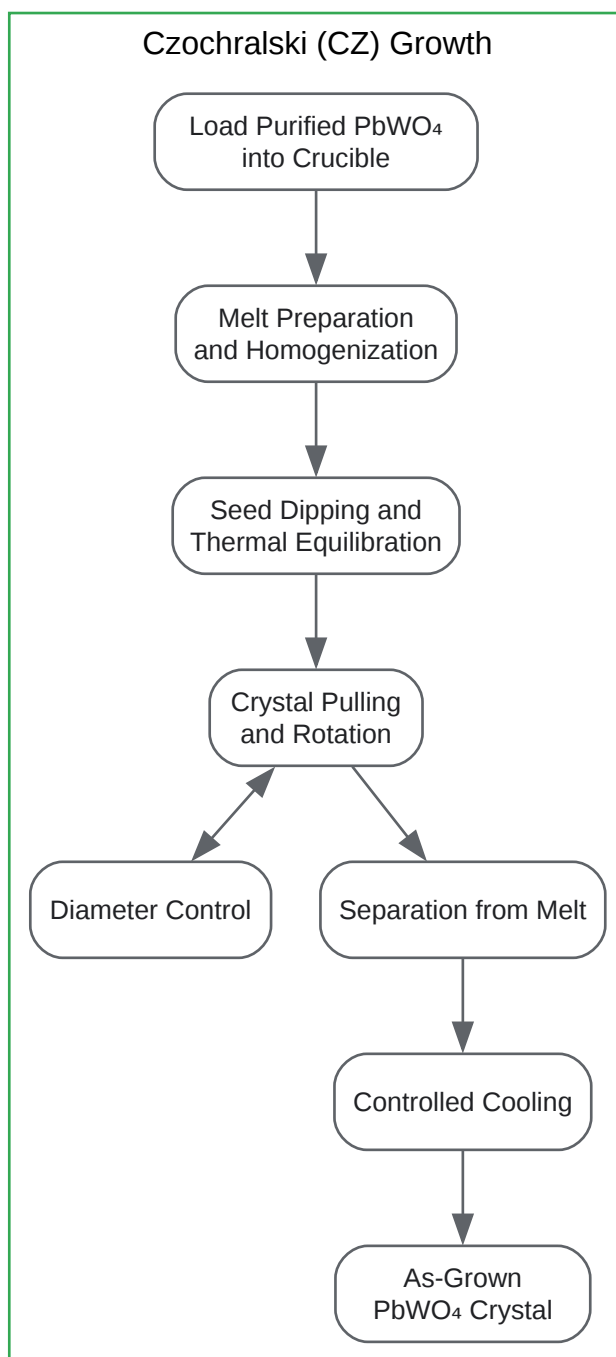 Czochralski (CZ) Growth
Load Purified PbWO₄
into Crucible
Melt Preparation
and Homogenization
Seed Dipping and
Thermal Equilibration
Crystal Pulling
and Rotation
Diameter Control
Separation from Melt
Controlled Cooling
As-Grown
PbWO₄ Crystal